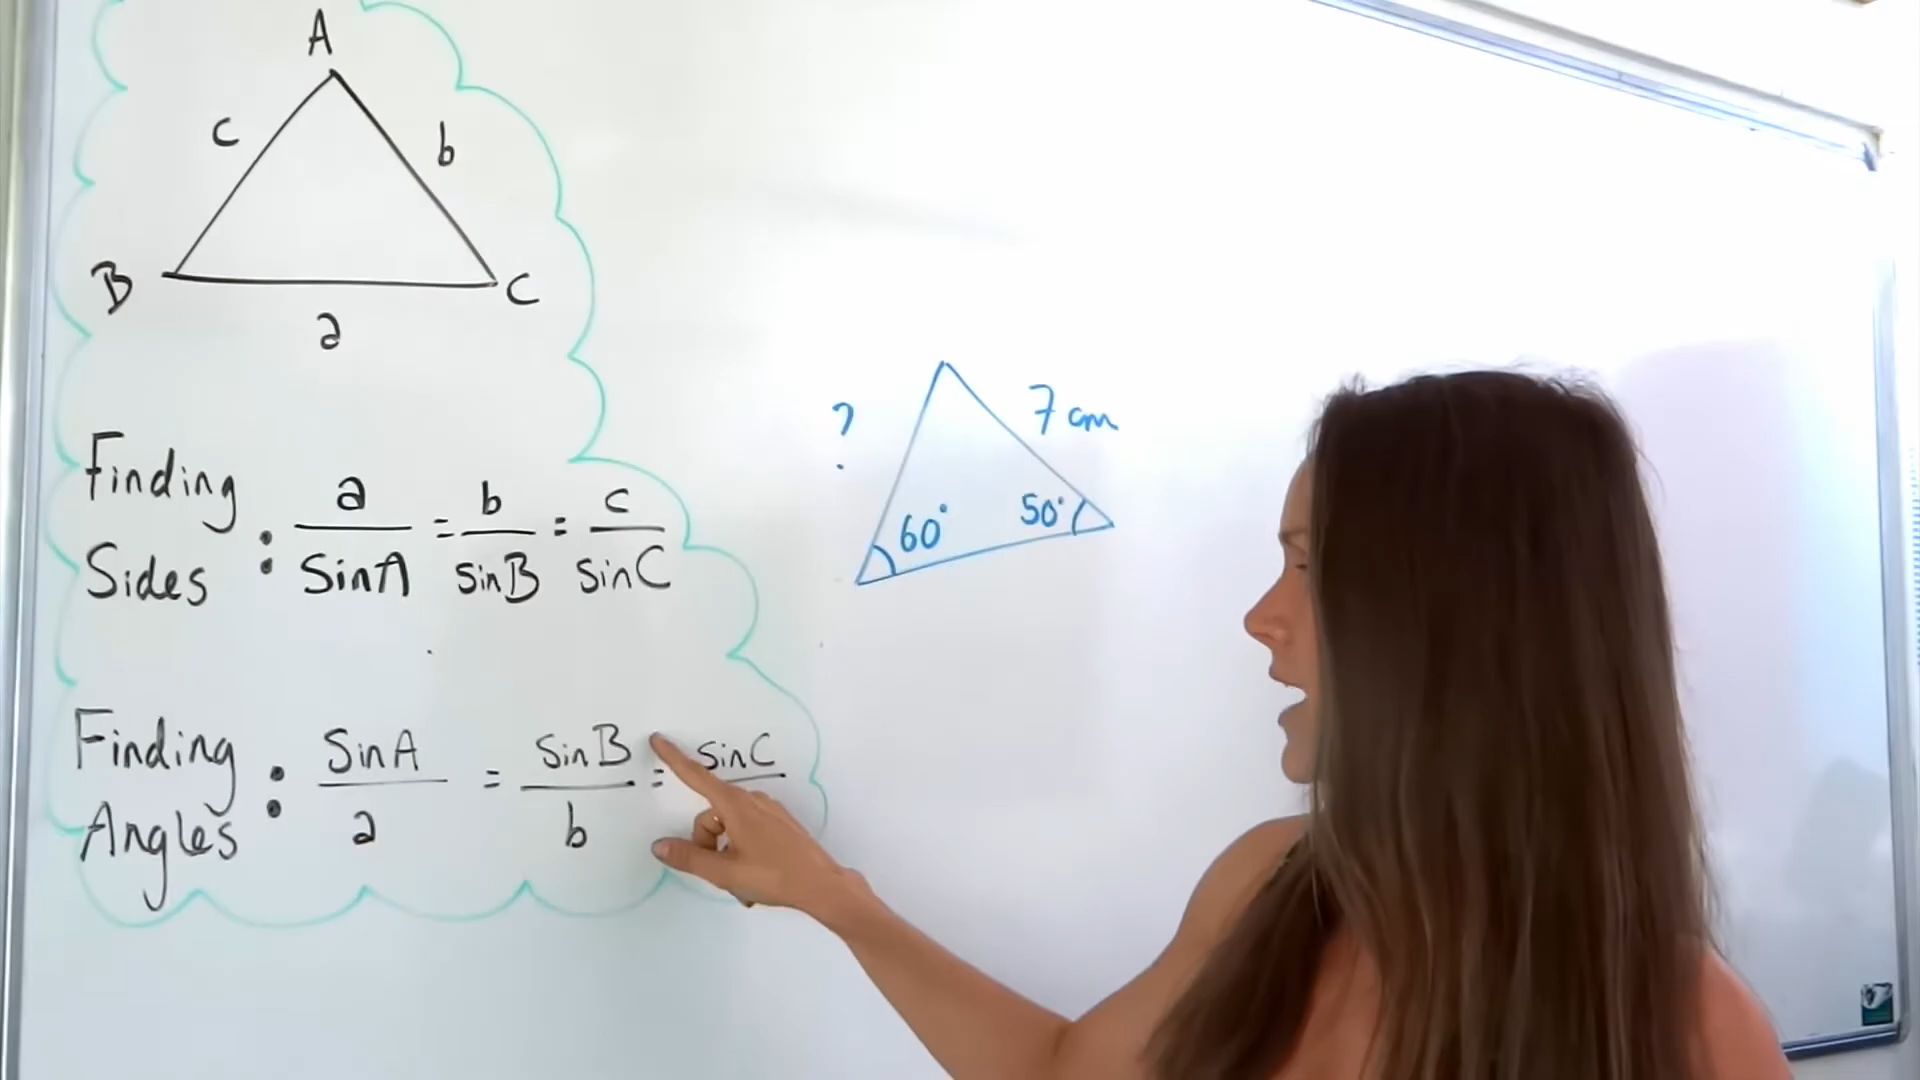 A
c
b
B
C
a
Finding Sides : a/SinA = b/sinB = c/sinC
?
7 cm
60°
50°
Finding Angles : SinA/a = sinB/b = sinC